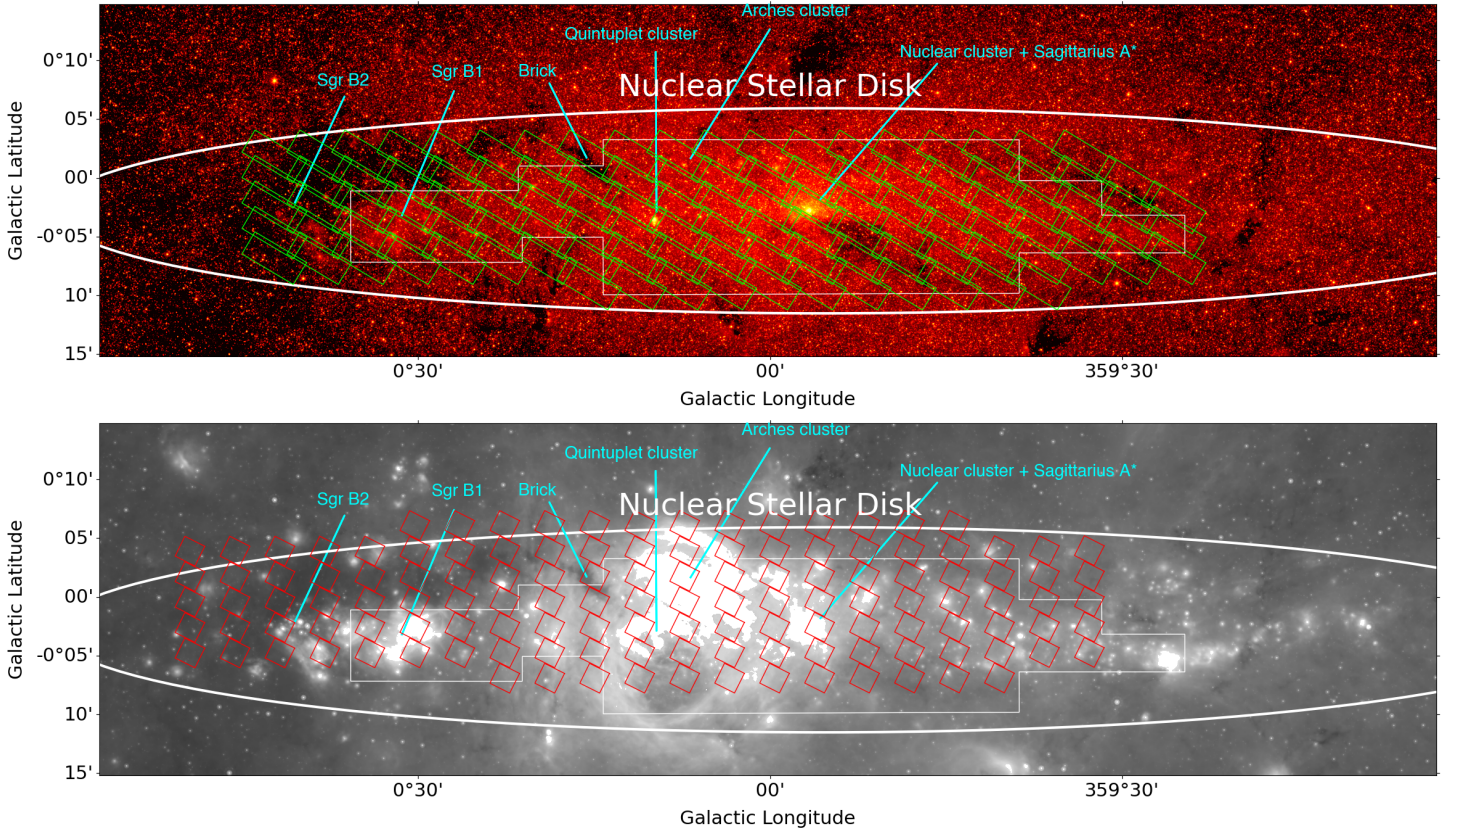 Arches cluster
Quintuplet cluster
Nuclear cluster + Sagittarius A*
Sgr B2
Sgr B1
Brick
Nuclear Stellar Disk
0°10'
05'
00'
-0°05'
10'
15'
Galactic Latitude
0°30'
00'
359°30'
Galactic Longitude
Arches cluster
Quintuplet cluster
Nuclear cluster + Sagittarius A*
Sgr B2
Sgr B1
Brick
Nuclear Stellar Disk
0°10'
05'
00'
-0°05'
10'
15'
Galactic Latitude
0°30'
00'
359°30'
Galactic Longitude